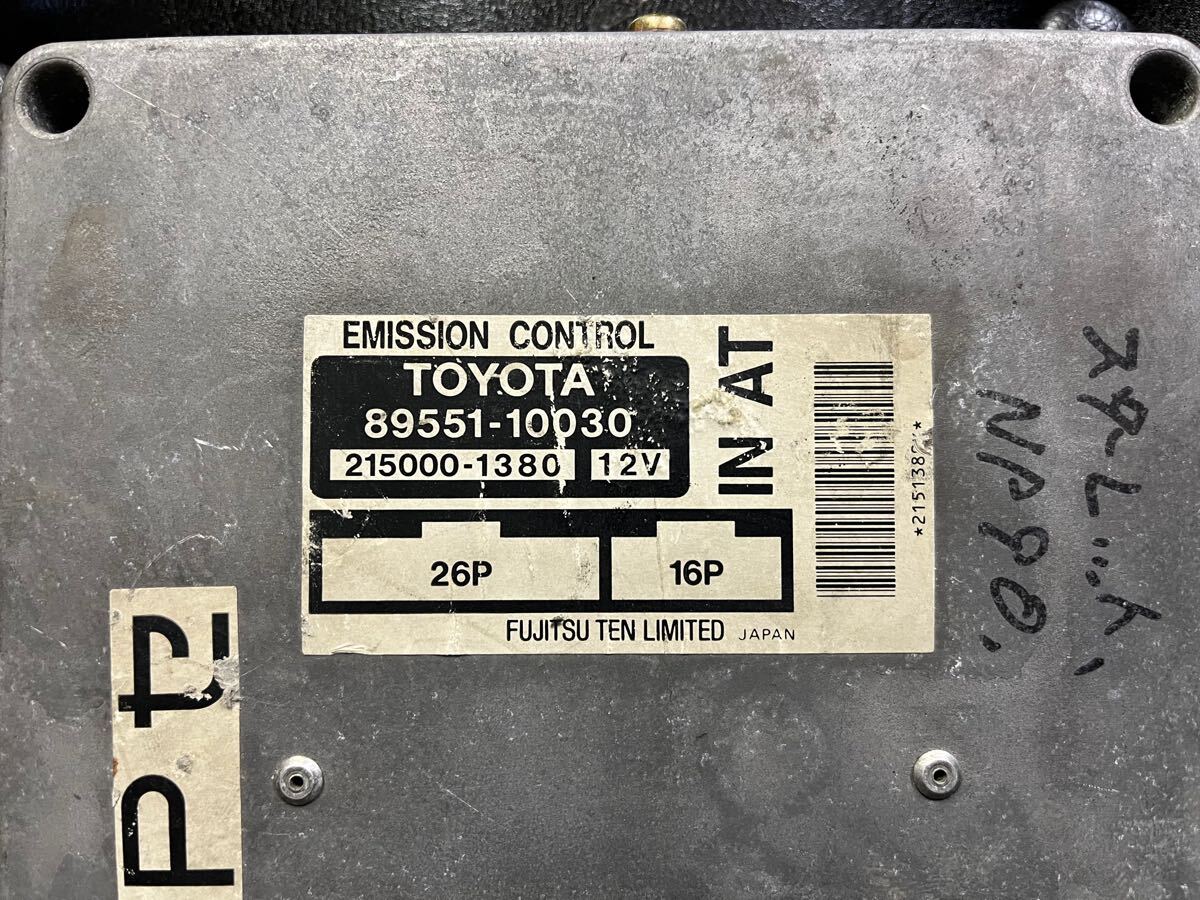 EMISSION CONTROL
TOYOTA
89551-10030
215000-1380 12V
IN AT
26P 16P
FUJITSU TEN LIMITED JAPAN
スターレット
NP90.
P セ